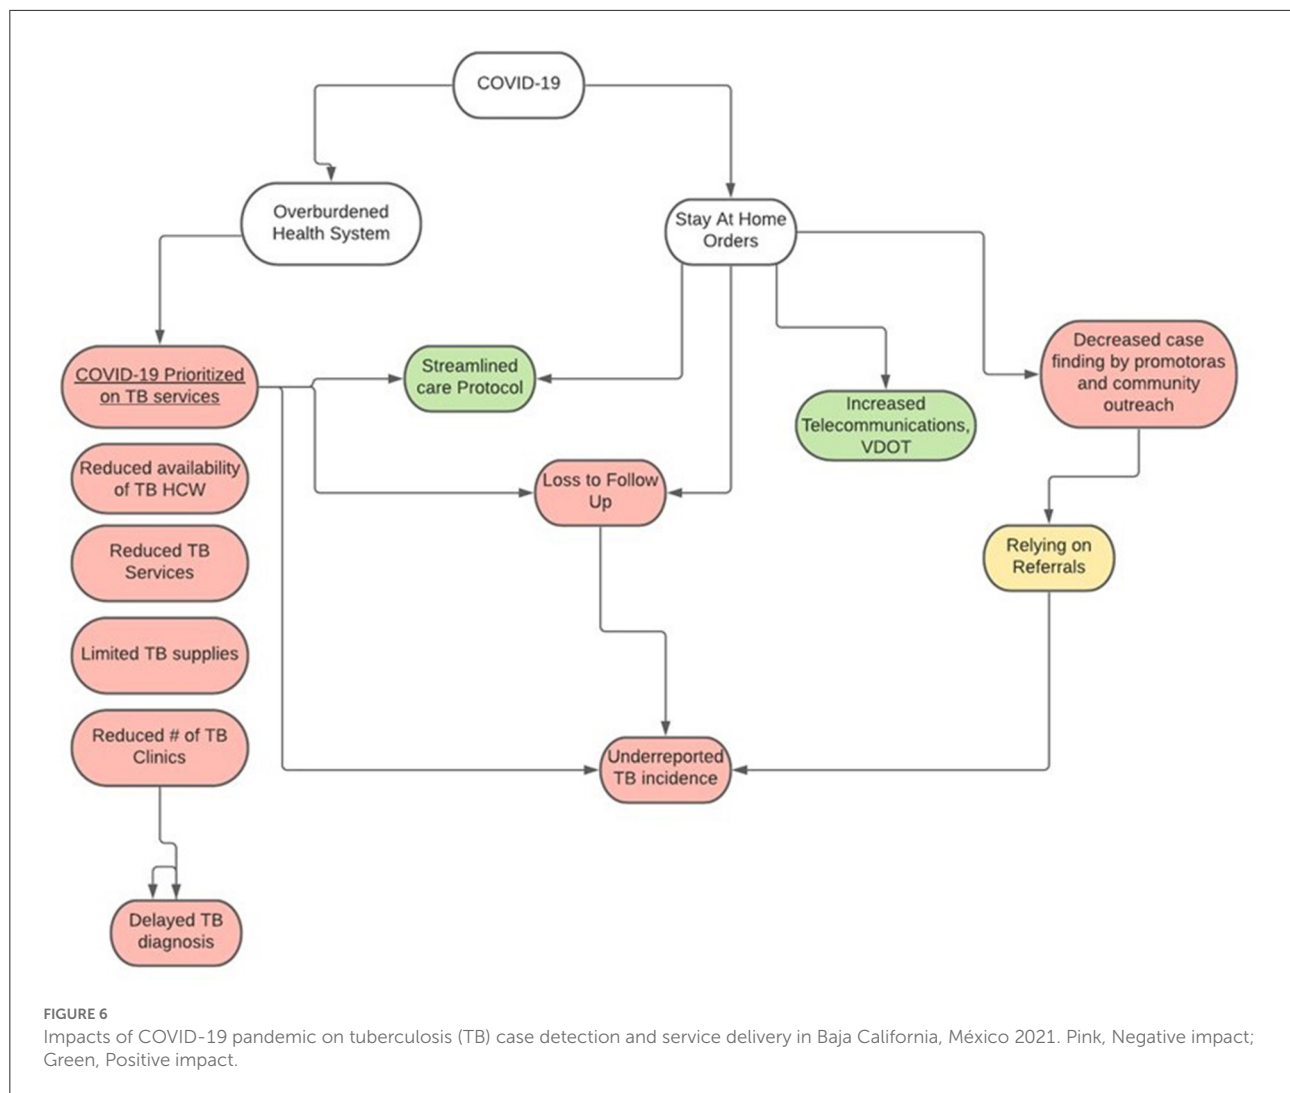 COVID-19
Overburdened
Health System
Stay At Home
Orders
COVID-19 Prioritized
on TB services
Streamlined
care Protocol
Increased
Telecommunications,
VDOT
Decreased case
finding by promotoras
and community
outreach
Reduced availability
of TB HCW
Loss to Follow
Up
Reduced TB
Services
Relying on
Referrals
Limited TB supplies
Reduced # of TB
Clinics
Underreported
TB incidence
Delayed TB
diagnosis
FIGURE 6
Impacts of COVID-19 pandemic on tuberculosis (TB) case detection and service delivery in Baja California, México 2021. Pink, Negative impact;
Green, Positive impact.